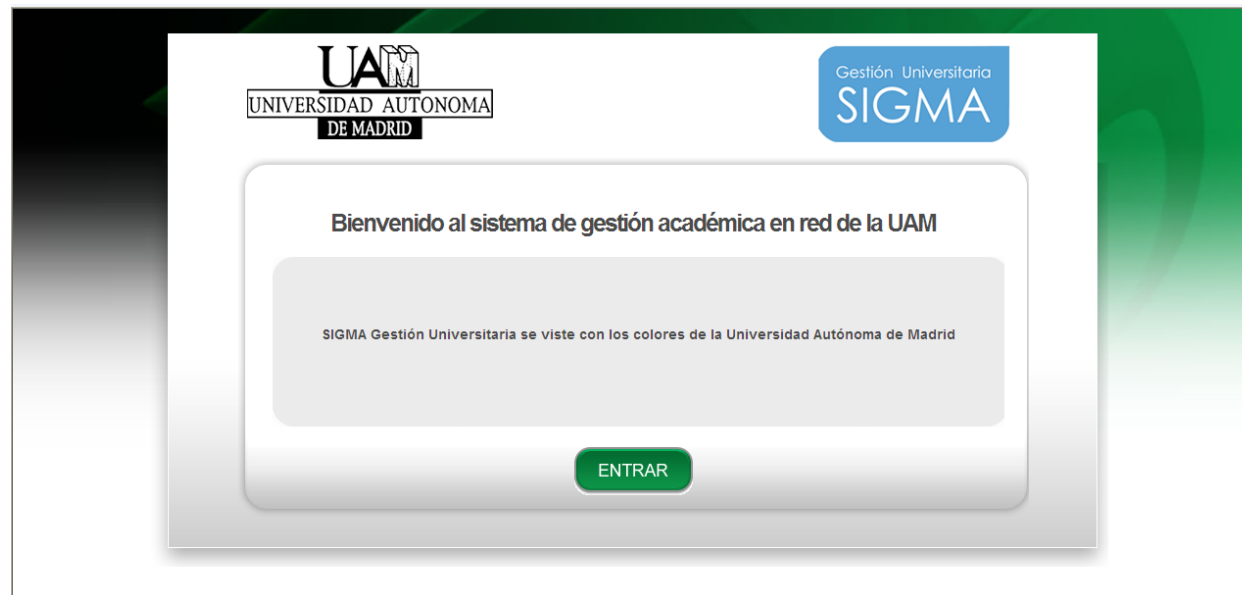 UAM
UNIVERSIDAD AUTONOMA
DE MADRID
Gestión Universitaria
SIGMA
Bienvenido al sistema de gestión académica en red de la UAM
SIGMA Gestión Universitaria se viste con los colores de la Universidad Autónoma de Madrid
ENTRAR